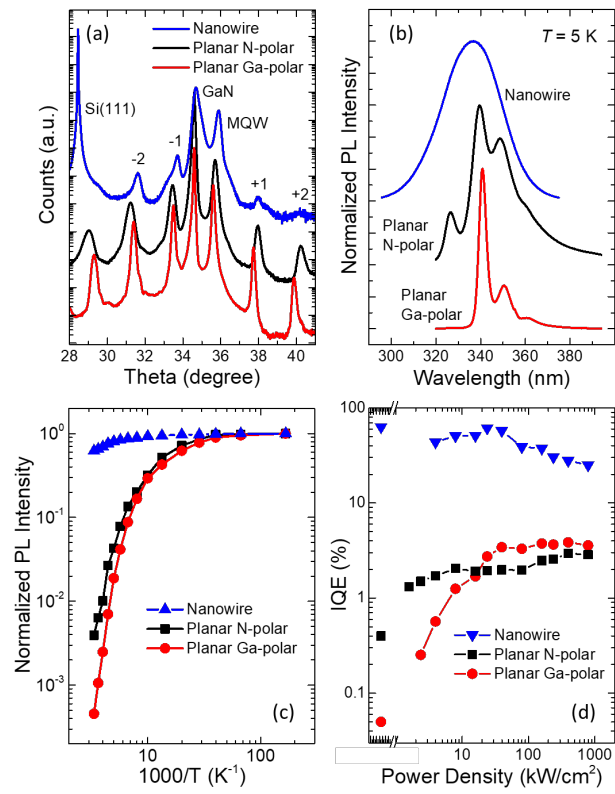 (a)
Nanowire
Planar N-polar
Planar Ga-polar
Si(111)
GaN
MQW
-2
-1
+1
+2
Counts (a.u.)
28 30 32 34 36 38 40
Theta (degree)
(b)
T = 5 K
Nanowire
Planar
N-polar
Planar
Ga-polar
Normalized PL Intensity
300 320 340 360 380
Wavelength (nm)
10⁰
10⁻¹
10⁻²
10⁻³
Normalized PL Intensity
Nanowire
Planar N-polar
Planar Ga-polar
(c)
10 100
1000/T (K⁻¹)
100
10
1
0.1
IQE (%)
Nanowire
Planar N-polar
Planar Ga-polar
(d)
10 100 1000
Power Density (kW/cm²)